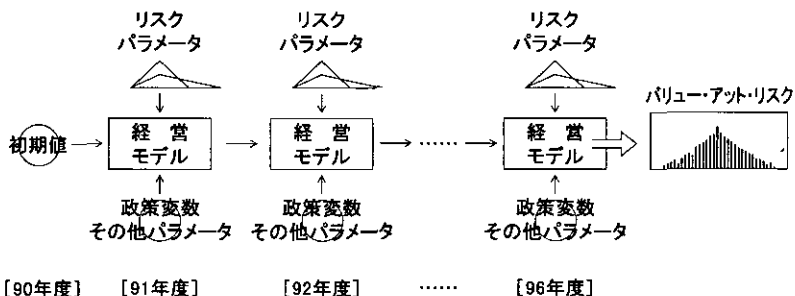 リスク
パラメータ
リスク
パラメータ
リスク
パラメータ
バリュー・アット・リスク
初期値
経 営
モデル
経 営
モデル
……
経 営
モデル
政策変数
その他パラメータ
政策変数
その他パラメータ
政策変数
その他パラメータ
[90年度]
[91年度]
[92年度]
……
[96年度]